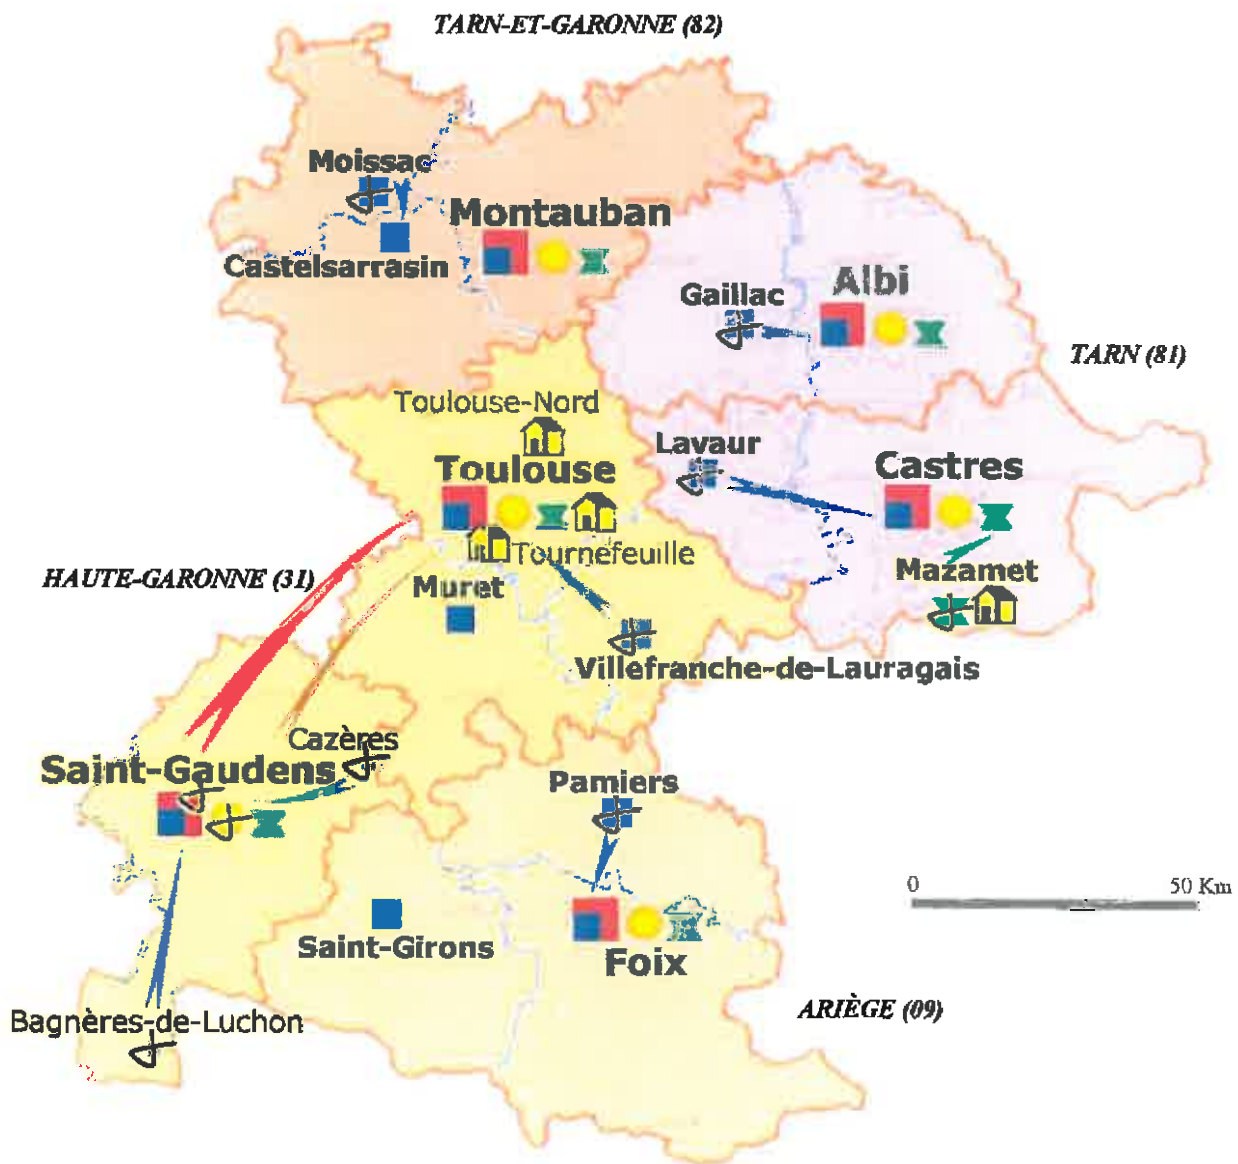 TARN-ET-GARONNE (82)
Moissac
Montauban
Castelsarrasin
Albi
Gaillac
TARN (81)
Toulouse-Nord
Lavaur
Castres
Toulouse
Tournefeuille
Mazamet
HAUTE-GARONNE (31)
Muret
Villefranche-de-Lauragais
Cazères
Saint-Gaudens
Pamiers
0 50 Km
Saint-Girons
Foix
ARIÈGE (09)
Bagnères-de-Luchon